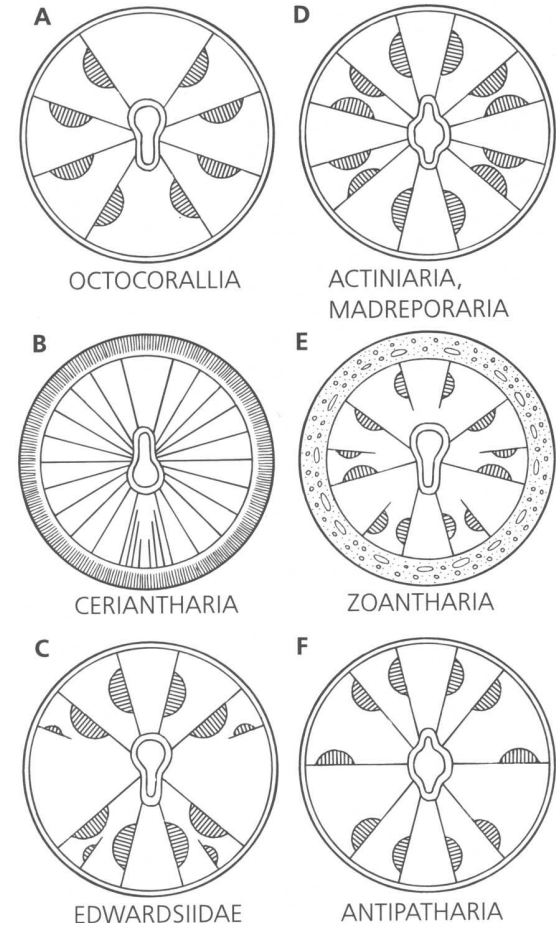 A
OCTOCORALLIA
D
ACTINIARIA,
MADREPORARIA
B
CERIANTHARIA
E
ZOANTHARIA
C
EDWARDSIIDAE
F
ANTIPATHARIA